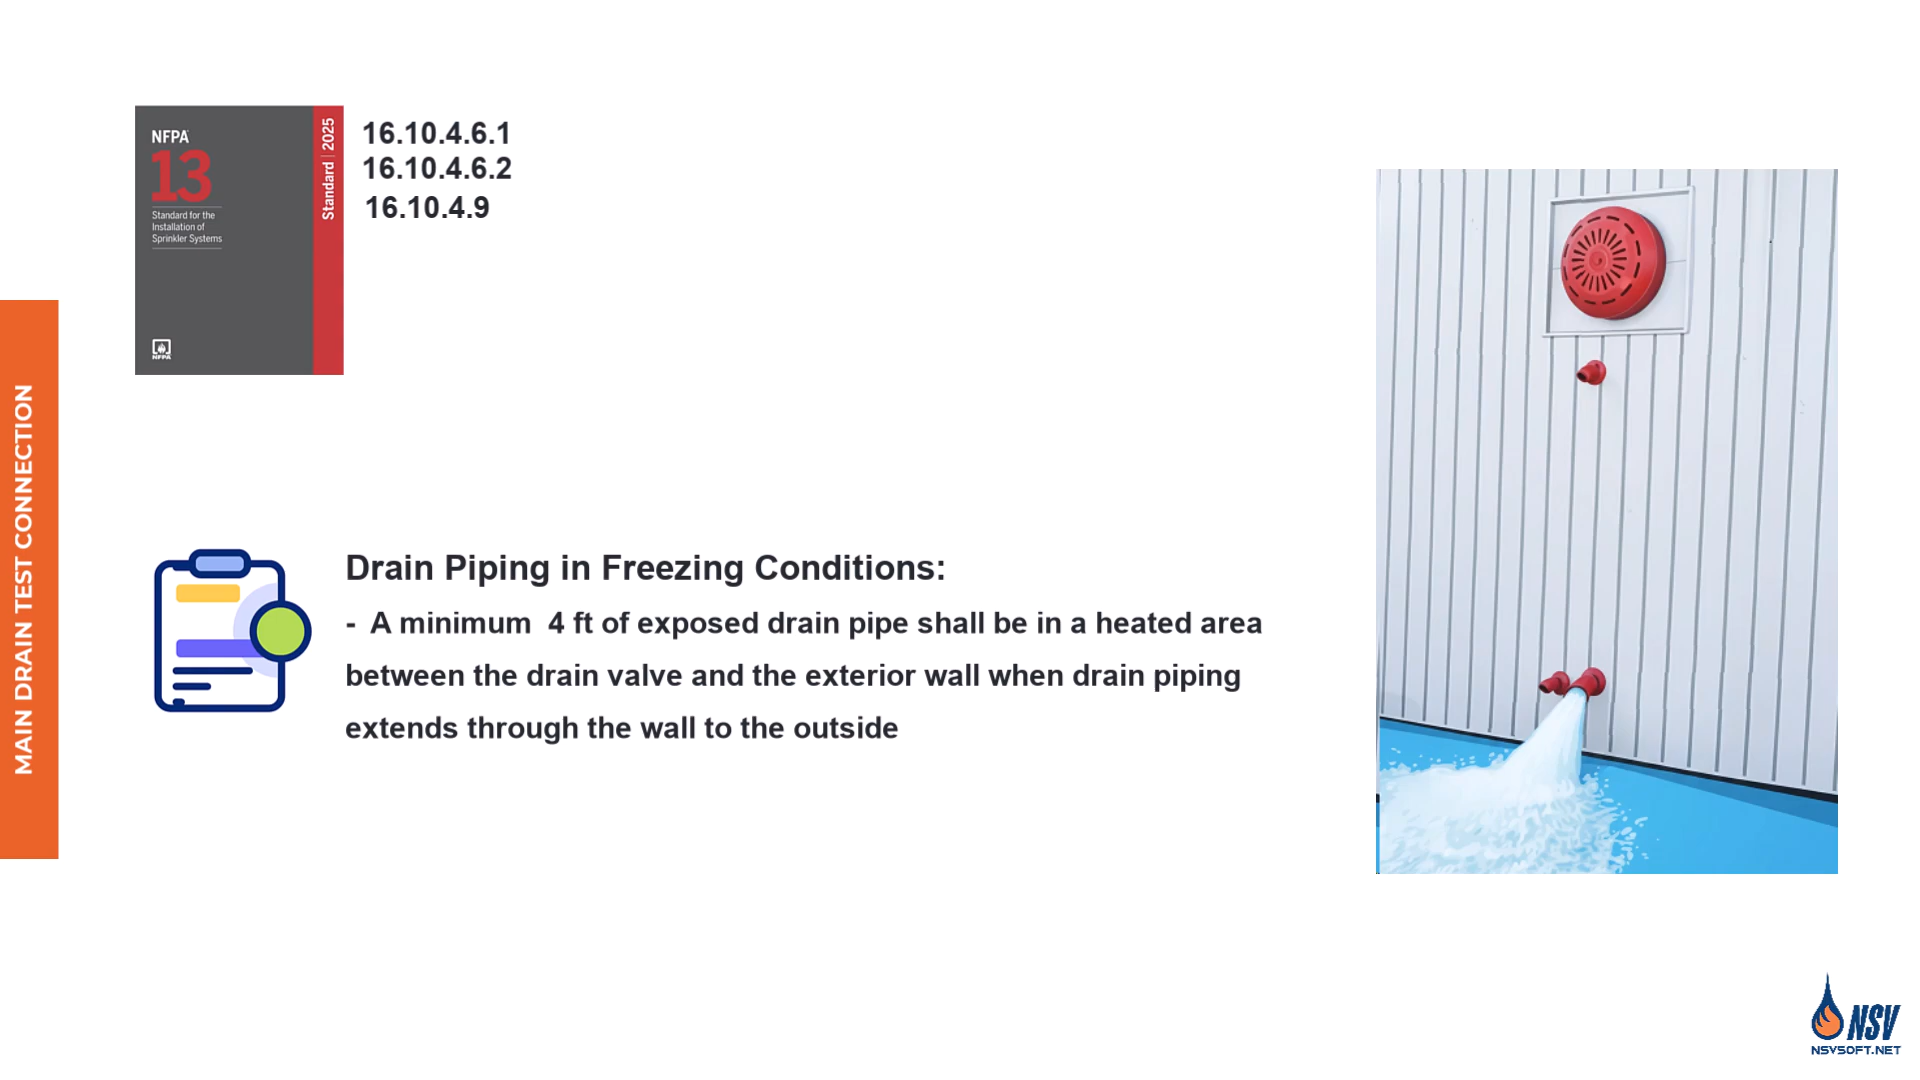 NFPA
13
Standard for the
Installation of
Sprinkler Systems
Standard | 2025
NFPA
16.10.4.6.1
16.10.4.6.2
16.10.4.9
MAIN DRAIN TEST CONNECTION
Drain Piping in Freezing Conditions:
- A minimum 4 ft of exposed drain pipe shall be in a heated area
between the drain valve and the exterior wall when drain piping
extends through the wall to the outside
NSV
NSVSOFT.NET